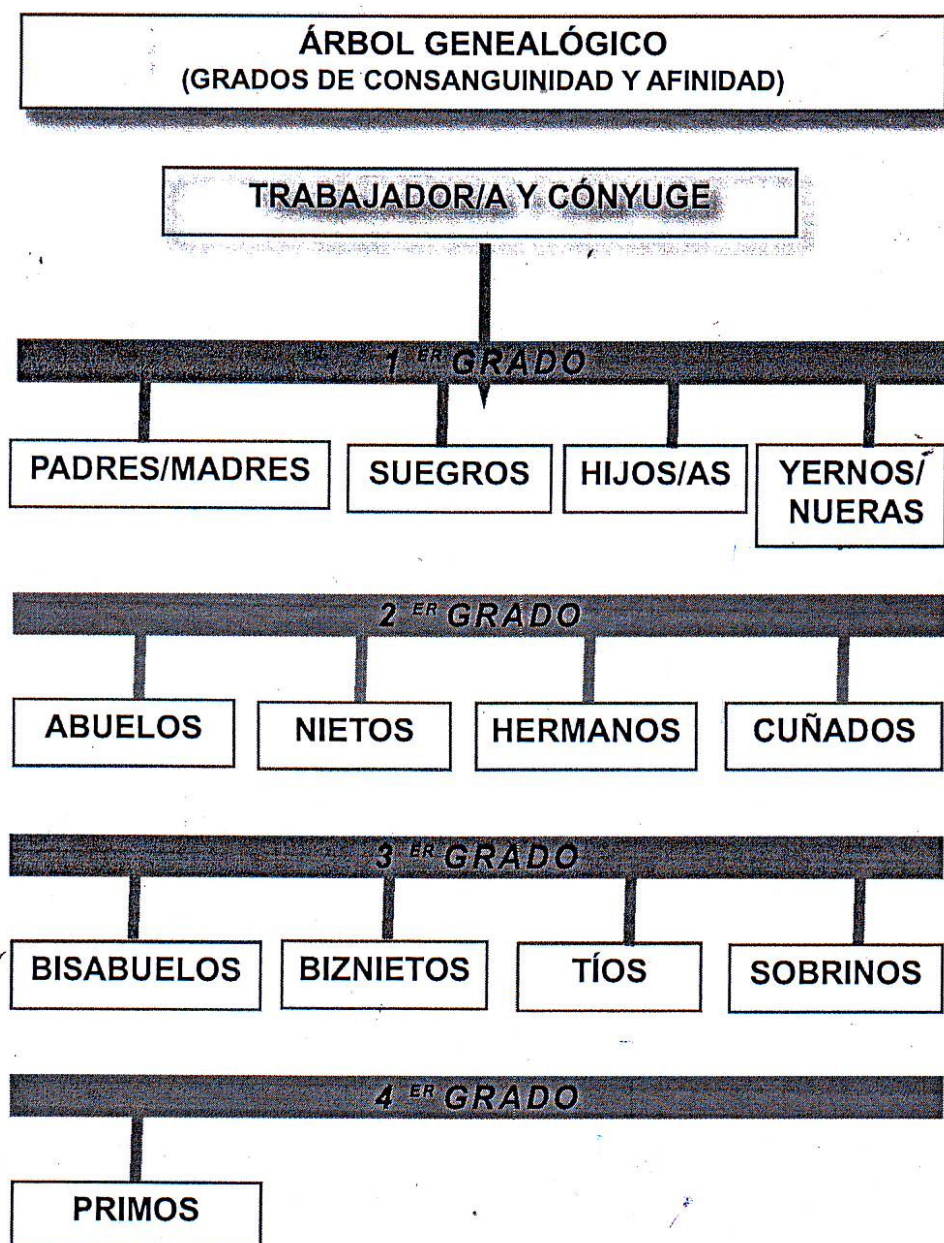 ÁRBOL GENEALÓGICO
(GRADOS DE CONSANGUINIDAD Y AFINIDAD)
TRABAJADOR/A Y CÓNYUGE
1 ER GRADO
PADRES/MADRES
SUEGROS
HIJOS/AS
YERNOS/
NUERAS
2 ER GRADO
ABUELOS
NIETOS
HERMANOS
CUÑADOS
3 ER GRADO
BISABUELOS
BIZNIETOS
TÍOS
SOBRINOS
4 ER GRADO
PRIMOS